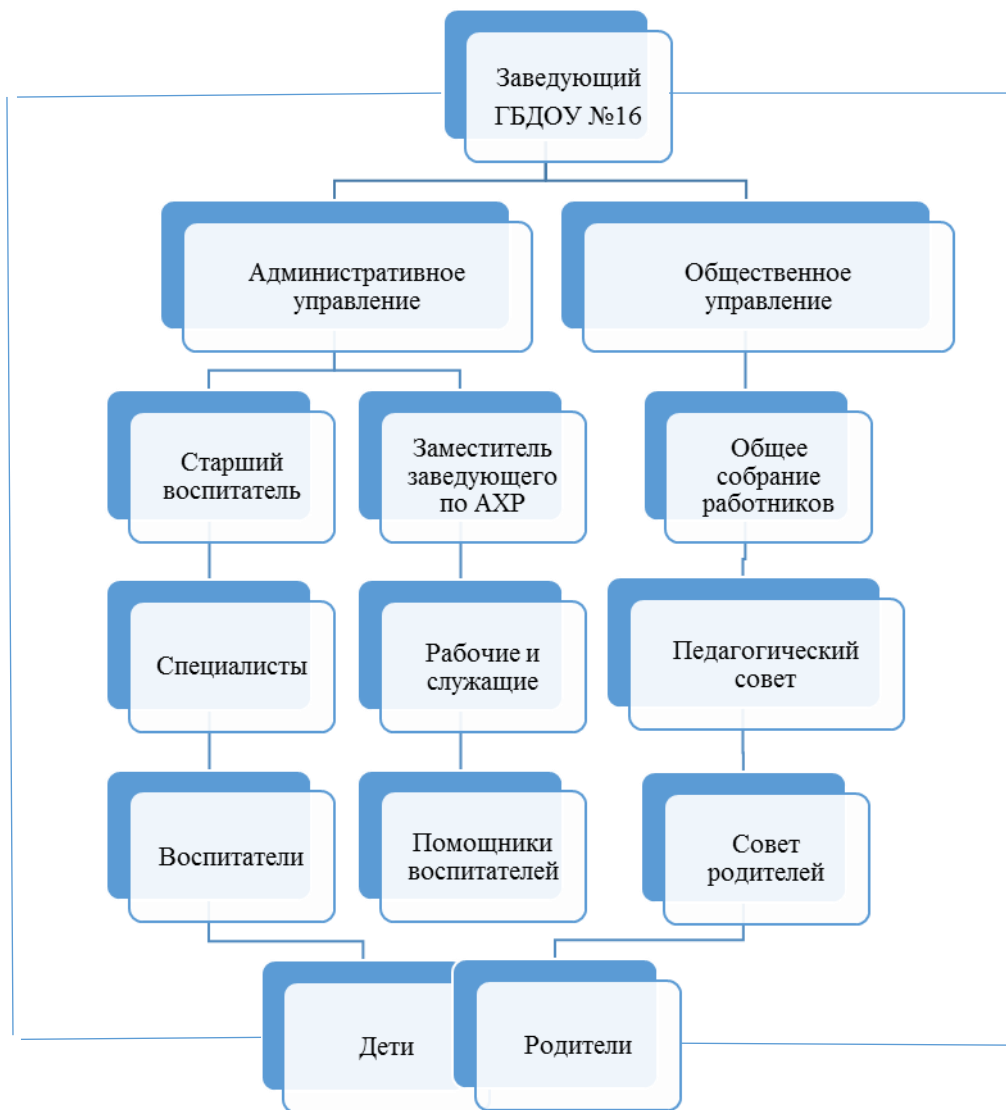 Заведующий
ГБДОУ №16
Административное
управление
Общественное
управление
Старший
воспитатель
Заместитель
заведующего
по АХР
Общее
собрание
работников
Специалисты
Рабочие и
служащие
Педагогический
совет
Воспитатели
Помощники
воспитателей
Совет
родителей
Дети
Родители